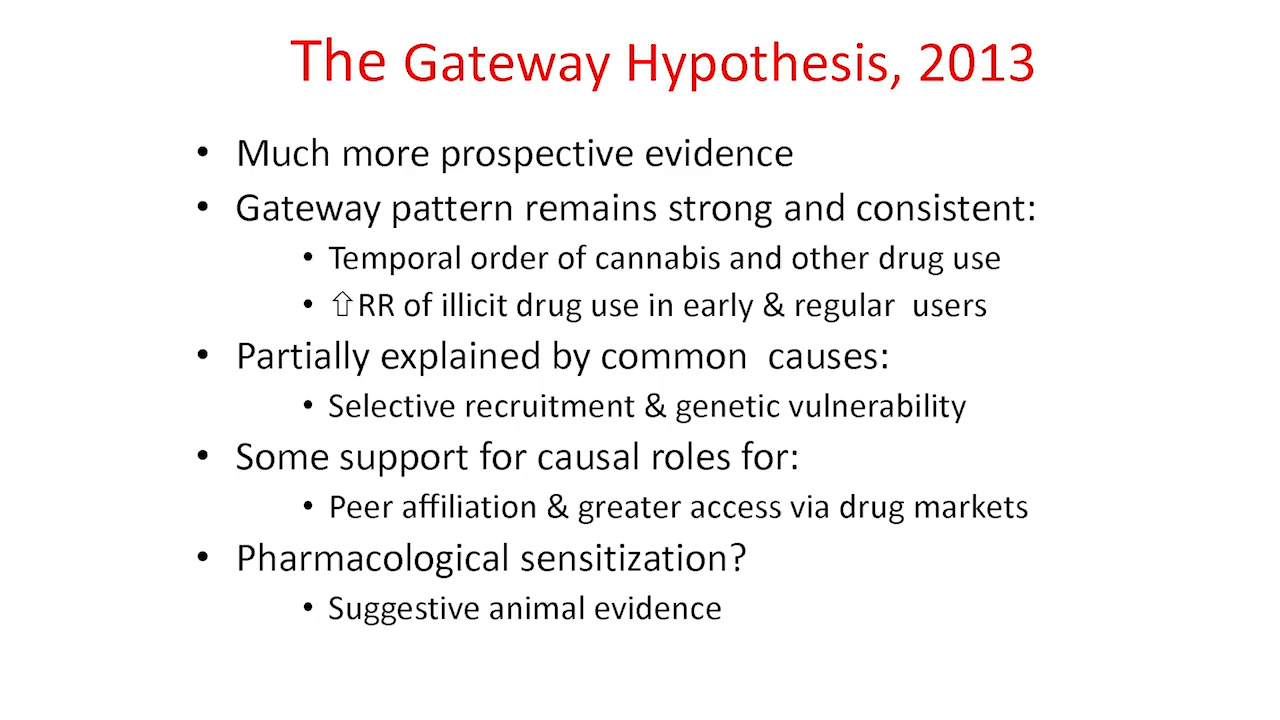 The Gateway Hypothesis, 2013
• Much more prospective evidence
• Gateway pattern remains strong and consistent:
• Temporal order of cannabis and other drug use
• ⇧RR of illicit drug use in early & regular  users
• Partially explained by common  causes:
• Selective recruitment & genetic vulnerability
• Some support for causal roles for:
• Peer affiliation & greater access via drug markets
• Pharmacological sensitization?
• Suggestive animal evidence